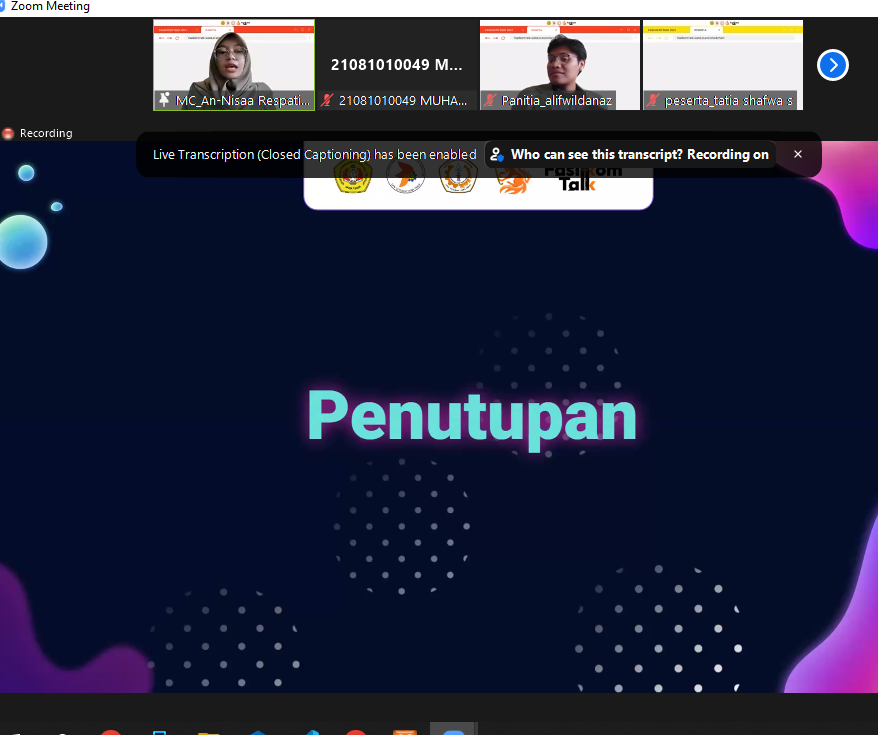 Zoom Meeting
21081010049 M...
MC_An-Nisaa Respati...
21081010049 MUHA...
Panitia_alifwildanaz
peserta_tatia shafwa s
Recording
Live Transcription (Closed Captioning) has been enabled
Who can see this transcript? Recording on
Talk
Penutupan